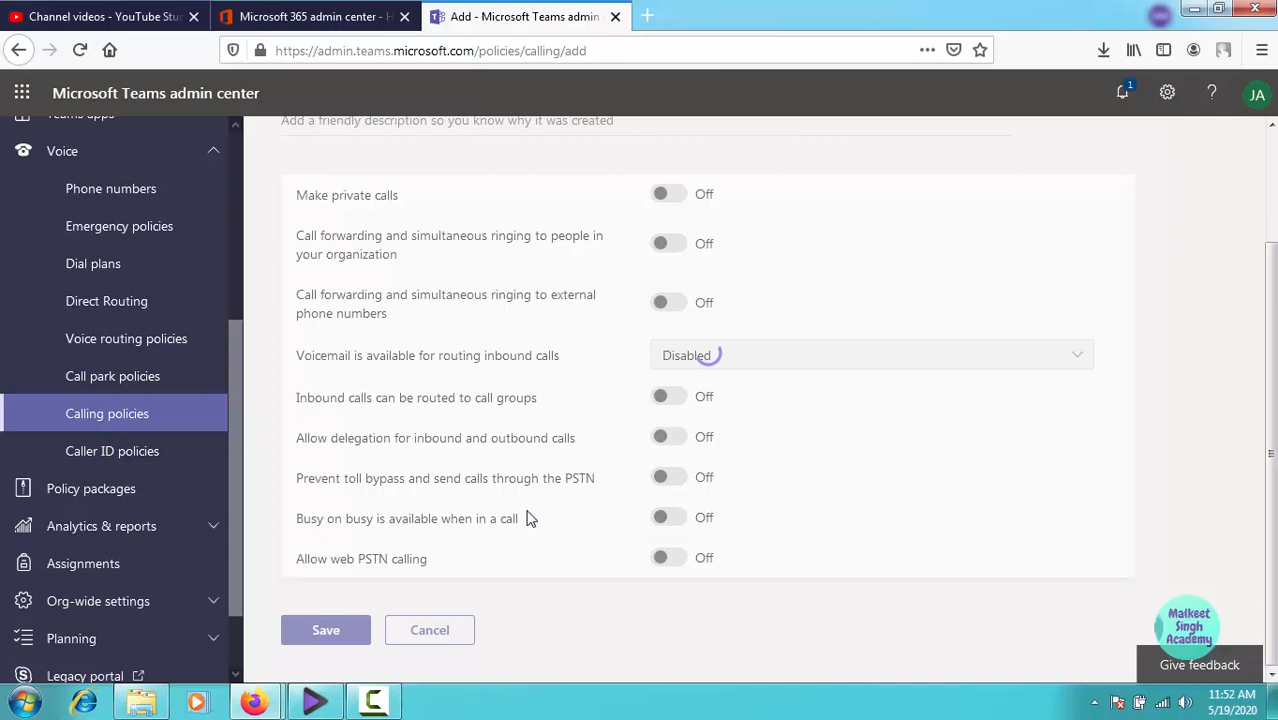 Channel videos - YouTube Stu
Microsoft 365 admin center - H
Add - Microsoft Teams admin
https://admin.teams.microsoft.com/policies/calling/add
Microsoft Teams admin center
1
JA
Teams apps
Voice
Phone numbers
Emergency policies
Dial plans
Direct Routing
Voice routing policies
Call park policies
Calling policies
Caller ID policies
Policy packages
Analytics & reports
Assignments
Org-wide settings
Planning
Legacy portal
Add a friendly description so you know why it was created
Make private calls
Off
Call forwarding and simultaneous ringing to people in
your organization
Off
Call forwarding and simultaneous ringing to external
phone numbers
Off
Voicemail is available for routing inbound calls
Disabled
Inbound calls can be routed to call groups
Off
Allow delegation for inbound and outbound calls
Off
Prevent toll bypass and send calls through the PSTN
Off
Busy on busy is available when in a call
Off
Allow web PSTN calling
Off
Save
Cancel
Malkeet
Singh
Academy
Give feedback
11:52 AM
5/19/2020